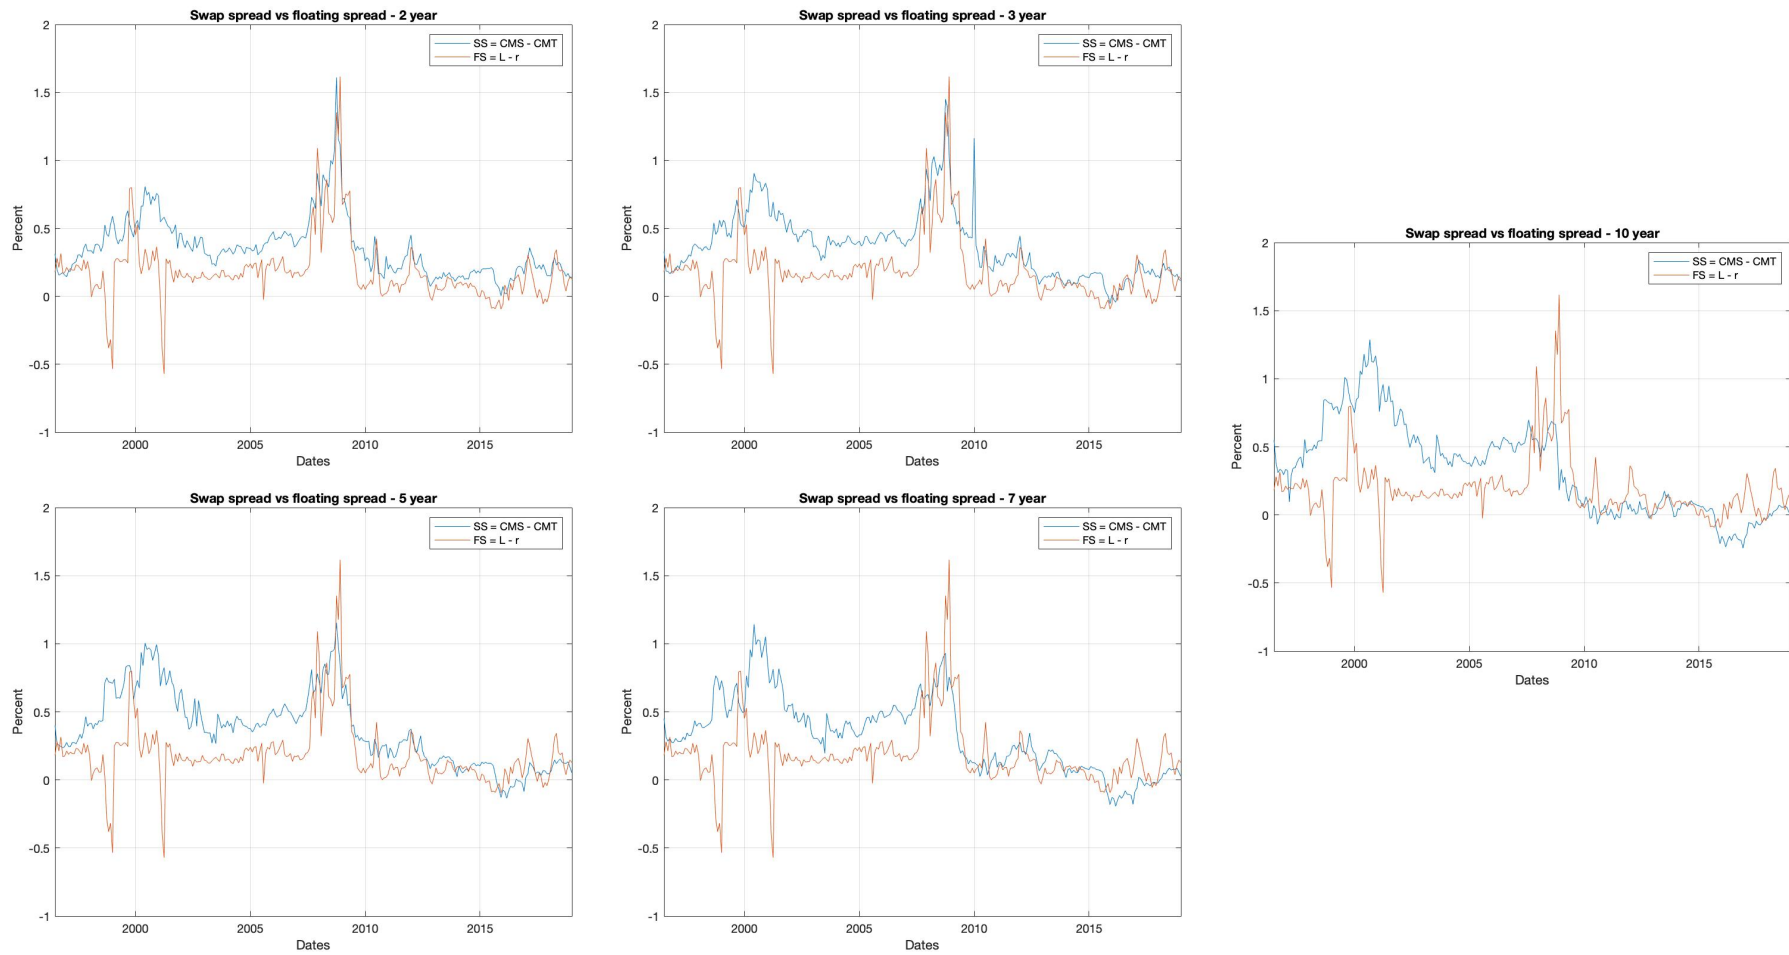 Swap spread vs floating spread - 2 year
SS = CMS - CMT
FS = L - r
2
1.5
1
0.5
0
-0.5
-1
Percent
2000 2005 2010 2015
Dates
Swap spread vs floating spread - 3 year
SS = CMS - CMT
FS = L - r
2
1.5
1
0.5
0
-0.5
-1
Percent
2000 2005 2010 2015
Dates
Swap spread vs floating spread - 5 year
SS = CMS - CMT
FS = L - r
2
1.5
1
0.5
0
-0.5
-1
Percent
2000 2005 2010 2015
Dates
Swap spread vs floating spread - 7 year
SS = CMS - CMT
FS = L - r
2
1.5
1
0.5
0
-0.5
-1
Percent
2000 2005 2010 2015
Dates
Swap spread vs floating spread - 10 year
SS = CMS - CMT
FS = L - r
2
1.5
1
0.5
0
-0.5
-1
Percent
2000 2005 2010 2015
Dates